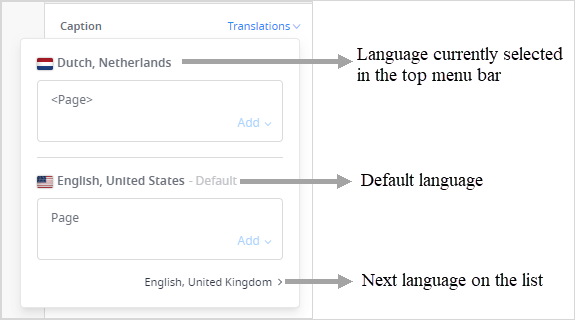 Caption
Translations
Dutch, Netherlands
Language currently selected
in the top menu bar
<Page>
Add
English, United States - Default
Default language
Page
Add
English, United Kingdom
Next language on the list